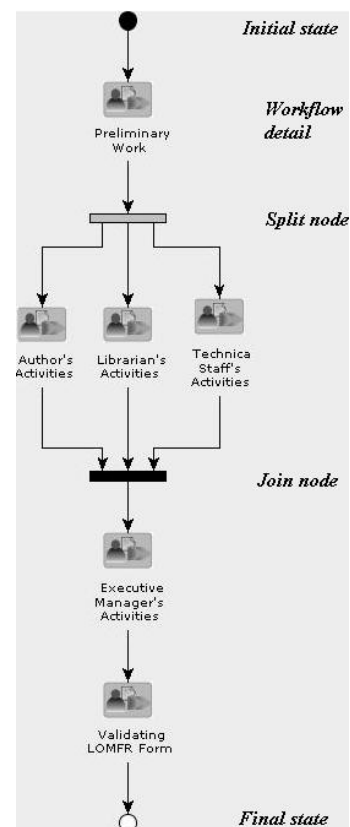 Initial state
Workflow
detail
Preliminary
Work
Split node
Author's
Activities
Librarian's
Activities
Technica
Staff's
Activities
Join node
Executive
Manager's
Activities
Validating
LOMFR Form
Final state